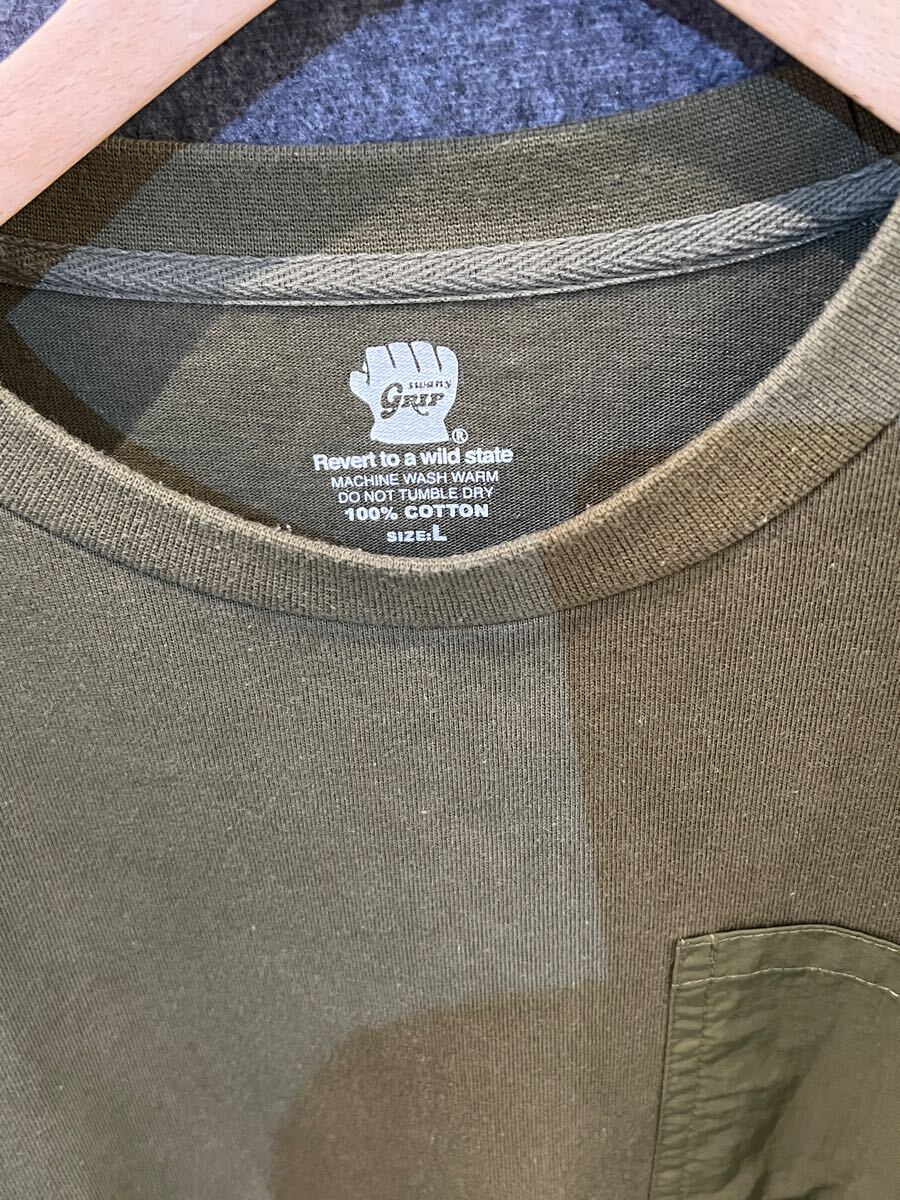 swany
GRIP
®
Revert to a wild state
MACHINE WASH WARM
DO NOT TUMBLE DRY
100% COTTON
SIZE:L